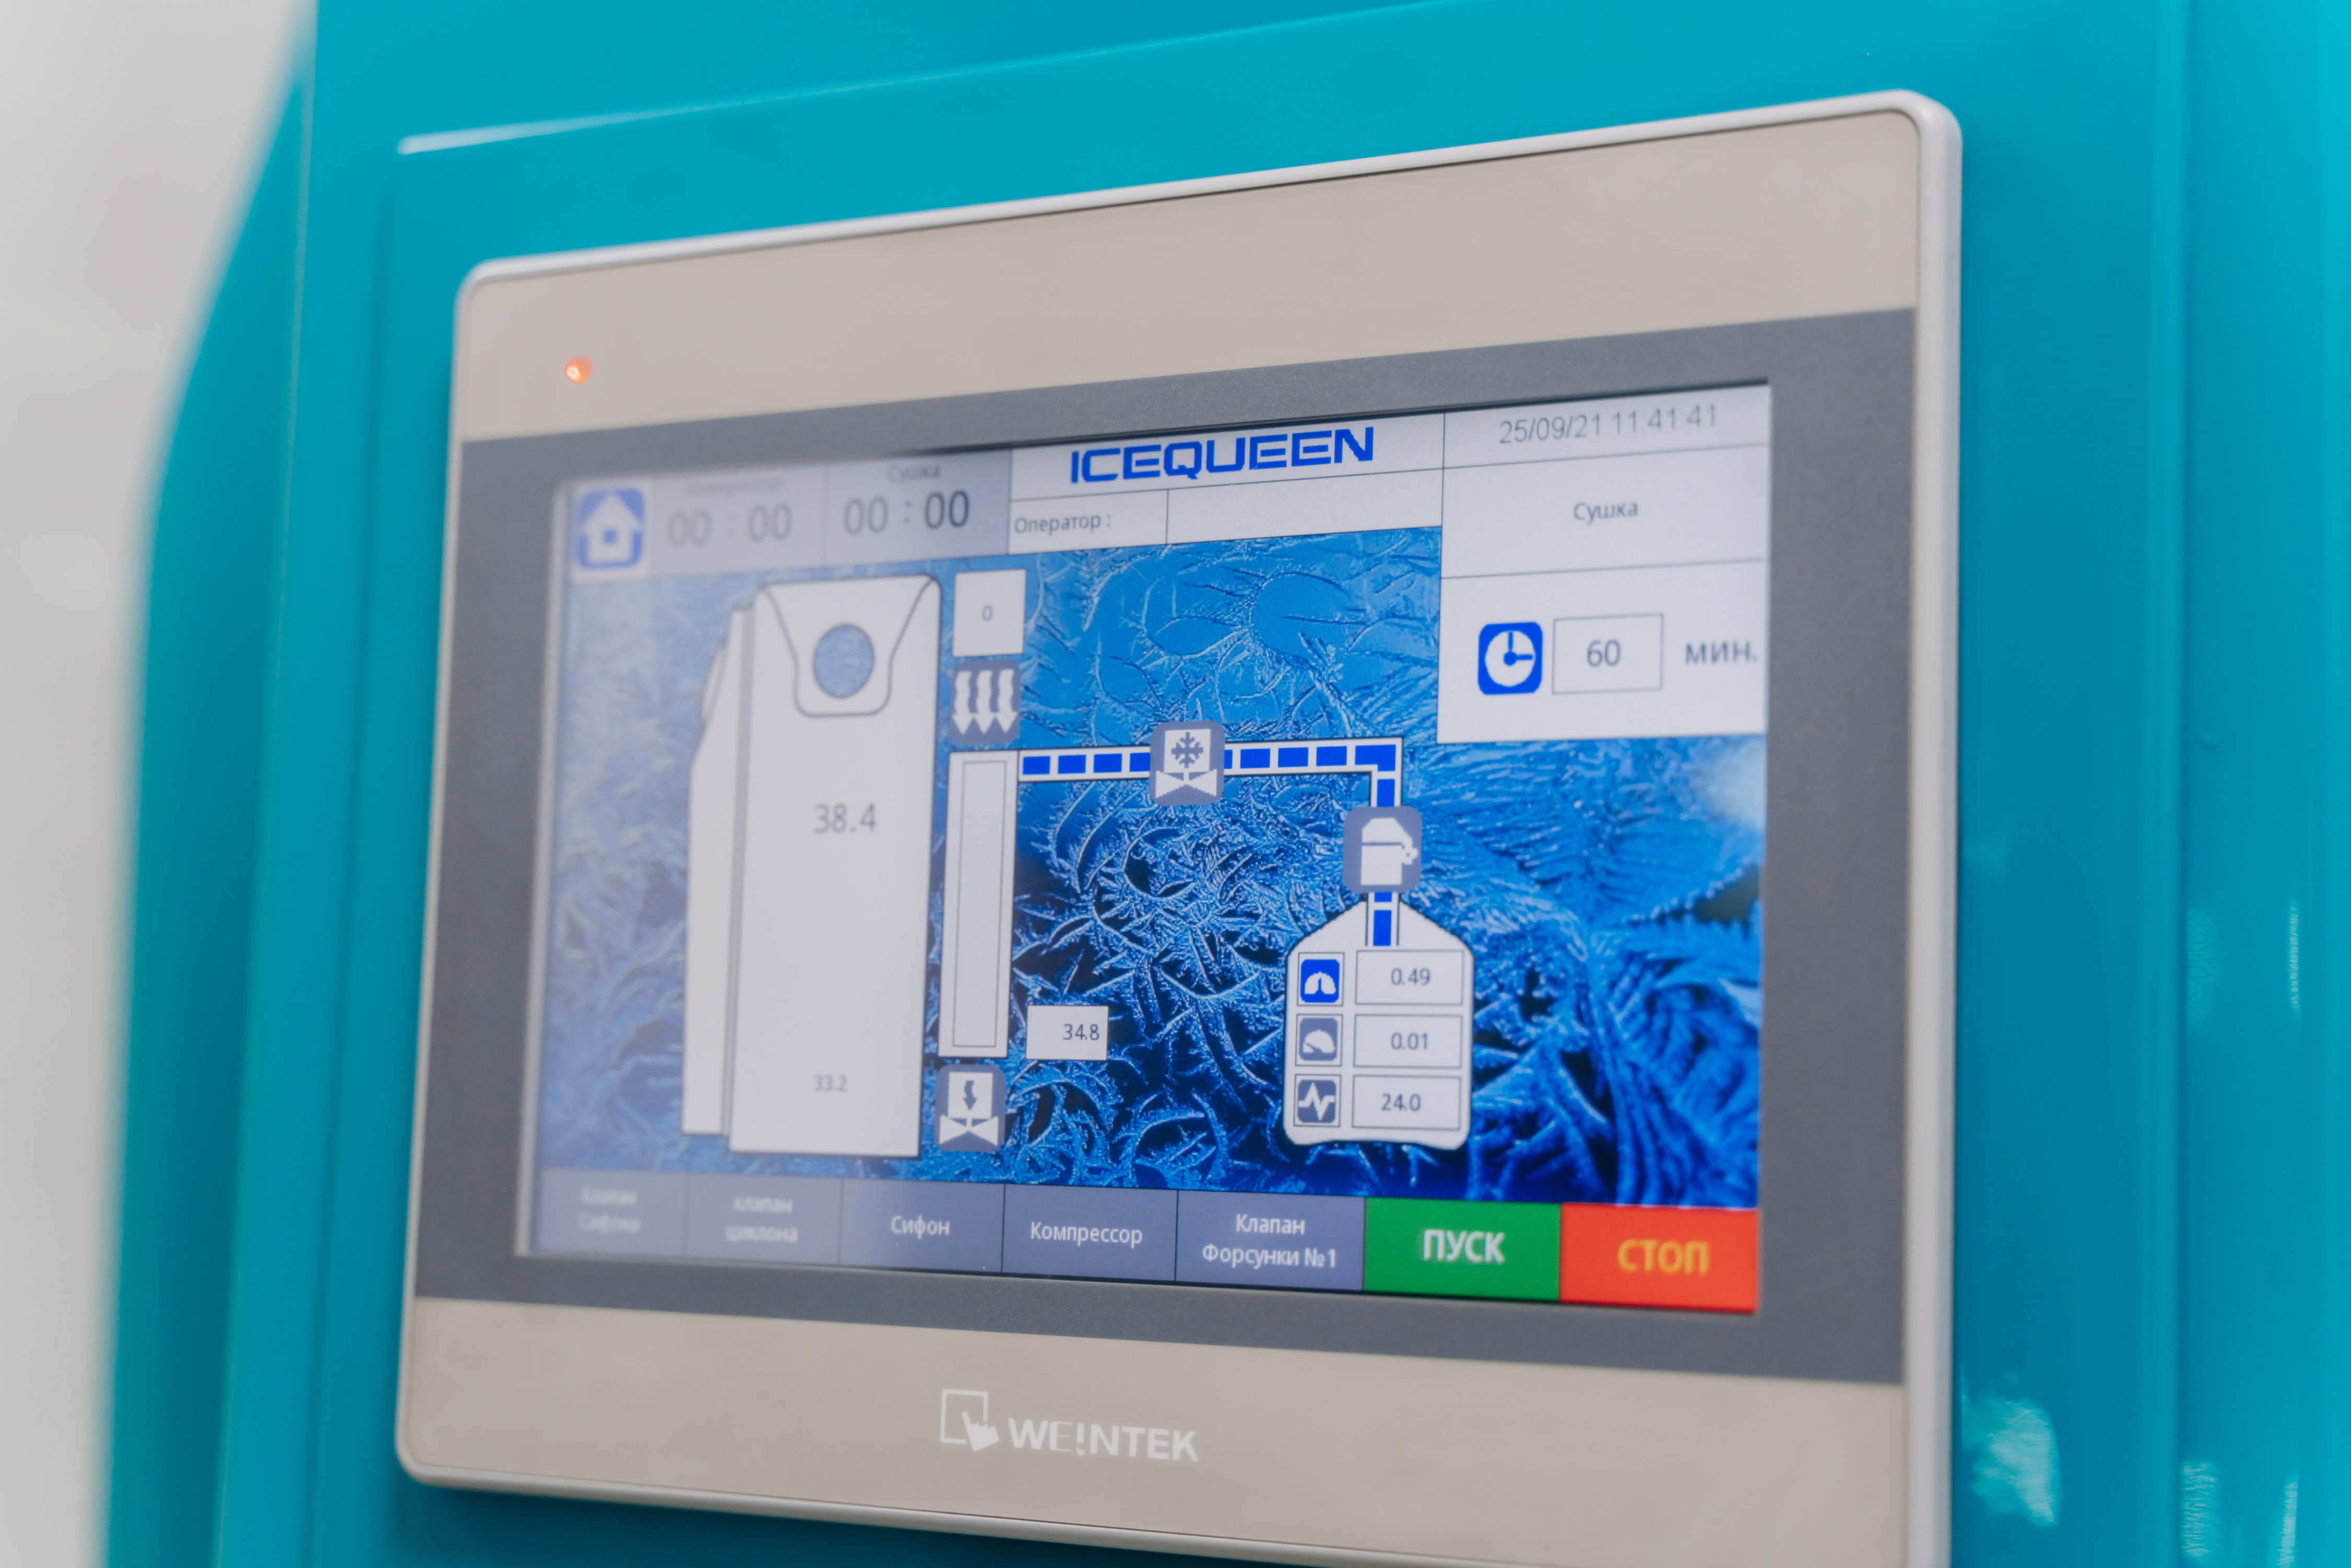 ICEQUEEN
25/09/21 11:41:41
Компрессор
Сушка
00 : 00
00 : 00
Оператор :
Сушка
60 мин.
0
38.4
0.49
34.8
0.01
33.2
24.0
Клапан
Сифона
клапан
циклона
Сифон
Компрессор
Клапан
Форсунки №1
ПУСК
СТОП
WE!NTEK